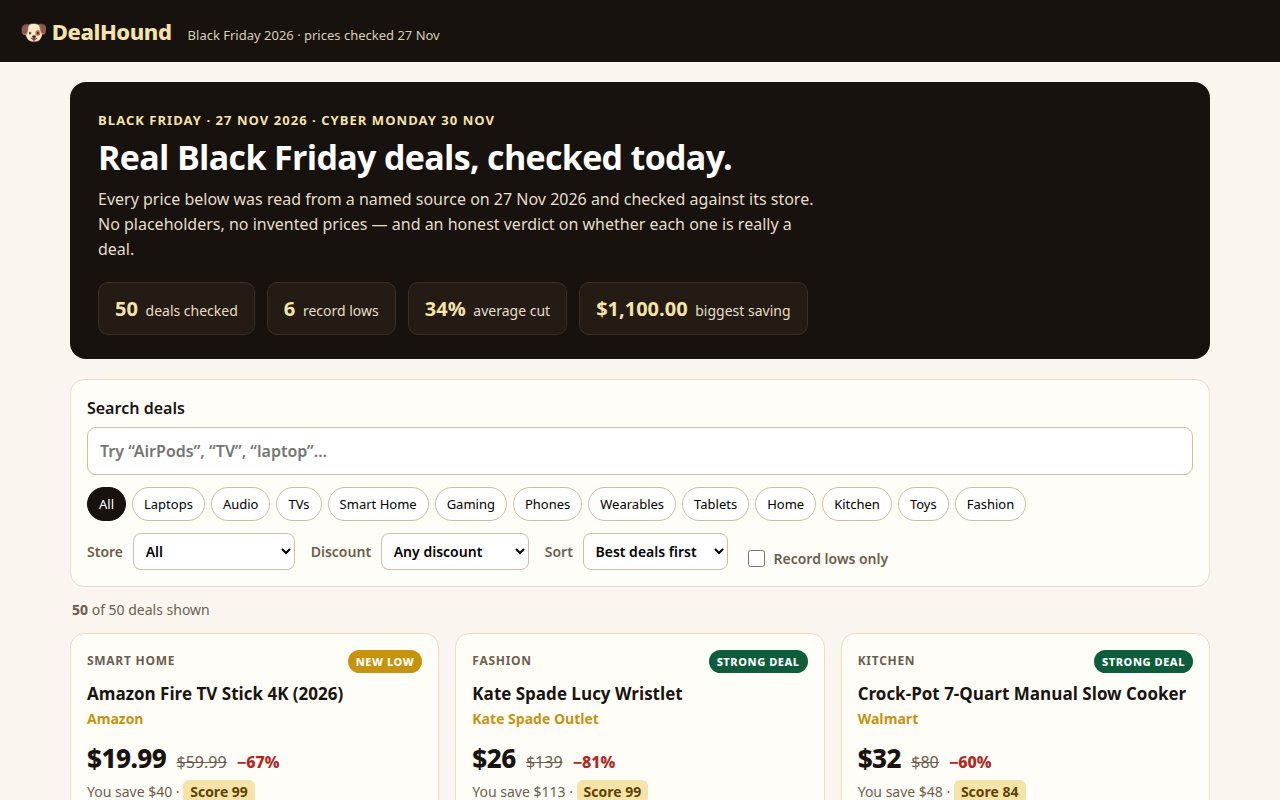 DealHound Black Friday 2026 · prices checked 27 Nov
BLACK FRIDAY · 27 NOV 2026 · CYBER MONDAY 30 NOV
Real Black Friday deals, checked today.
Every price below was read from a named source on 27 Nov 2026 and checked against its store.
No placeholders, no invented prices — and an honest verdict on whether each one is really a
deal.
50 deals checked
6 record lows
34% average cut
$1,100.00 biggest saving
Search deals
Try “AirPods”, “TV”, “laptop”…
All Laptops Audio TVs Smart Home Gaming Phones Wearables Tablets Home Kitchen Toys Fashion
Store All Discount Any discount Sort Best deals first Record lows only
50 of 50 deals shown
SMART HOME NEW LOW
Amazon Fire TV Stick 4K (2026)
Amazon
$19.99 $59.99 −67%
You save $40 · Score 99
FASHION STRONG DEAL
Kate Spade Lucy Wristlet
Kate Spade Outlet
$26 $139 −81%
You save $113 · Score 99
KITCHEN STRONG DEAL
Crock-Pot 7-Quart Manual Slow Cooker
Walmart
$32 $80 −60%
You save $48 · Score 84